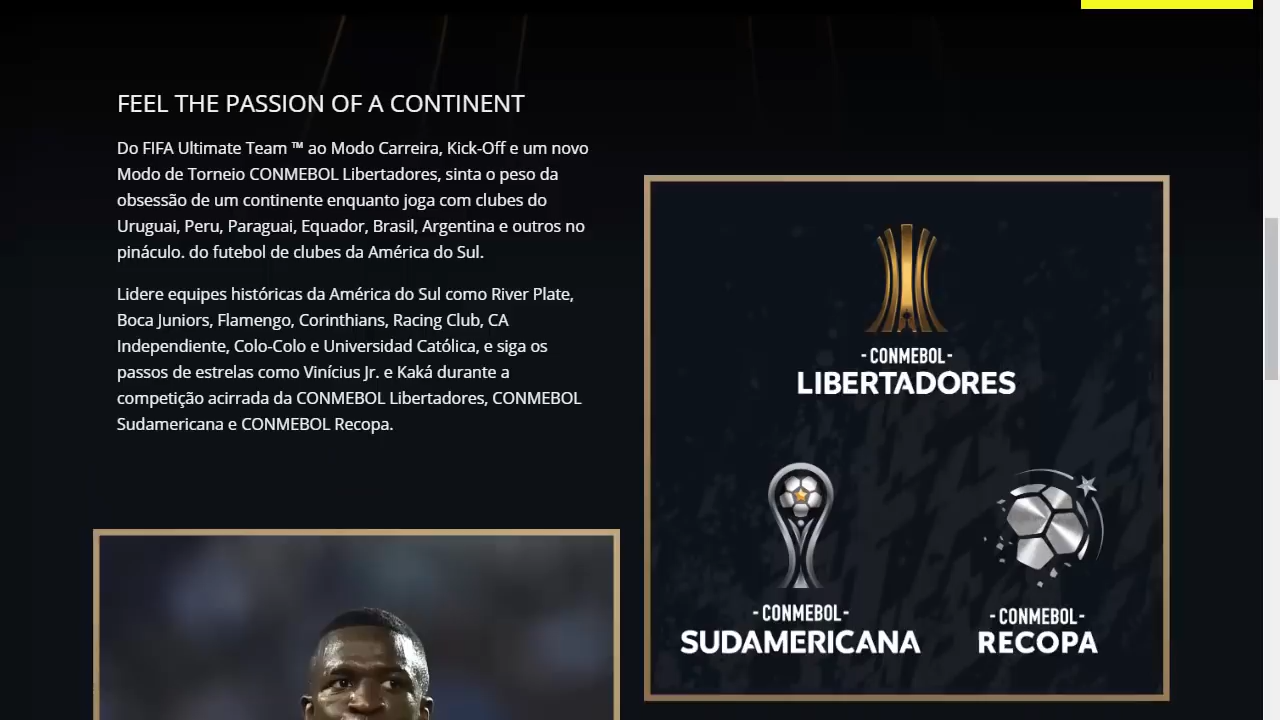 FEEL THE PASSION OF A CONTINENT
Do FIFA Ultimate Team ™ ao Modo Carreira, Kick-Off e um novo
Modo de Torneio CONMEBOL Libertadores, sinta o peso da
obsessão de um continente enquanto joga com clubes do
Uruguai, Peru, Paraguai, Equador, Brasil, Argentina e outros no
pináculo. do futebol de clubes da América do Sul.
Lidere equipes históricas da América do Sul como River Plate,
Boca Juniors, Flamengo, Corinthians, Racing Club, CA
Independiente, Colo-Colo e Universidad Católica, e siga os
passos de estrelas como Vinícius Jr. e Kaká durante a
competição acirrada da CONMEBOL Libertadores, CONMEBOL
Sudamericana e CONMEBOL Recopa.
- CONMEBOL -
LIBERTADORES
- CONMEBOL -
SUDAMERICANA
- CONMEBOL -
RECOPA